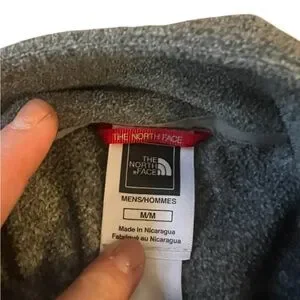 THE NORTH FACE
THE
NORTH
FACE
MENS/HOMMES
M/M
Made in Nicaragua
Fabriqué au Nicaragua